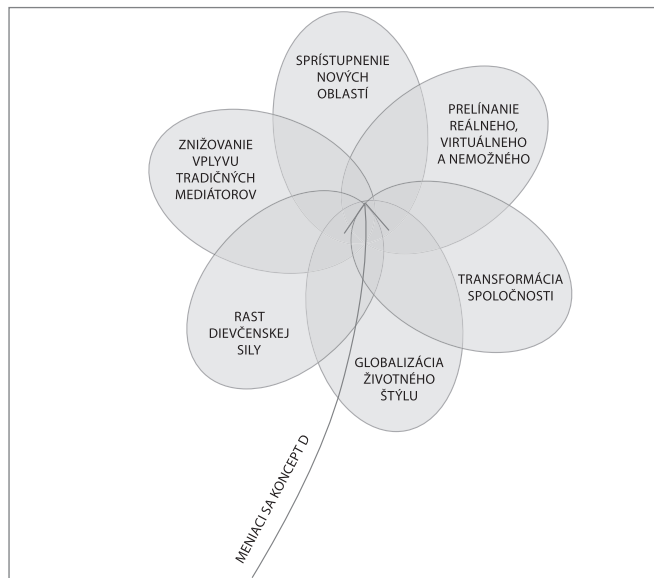 SPRÍSTUPNENIE
NOVÝCH
OBLASTÍ
PRELÍNANIE
REÁLNEHO,
VIRTUÁLNEHO
A NEMOŽNÉHO
ZNIŽOVANIE
VPLYVU
TRADIČNÝCH
MEDIÁTOROV
TRANSFORMÁCIA
SPOLOČNOSTI
RAST
DIEVČENSKEJ
SILY
GLOBALIZÁCIA
ŽIVOTNÉHO
ŠTÝLU
MENIACI SA KONCEPT D